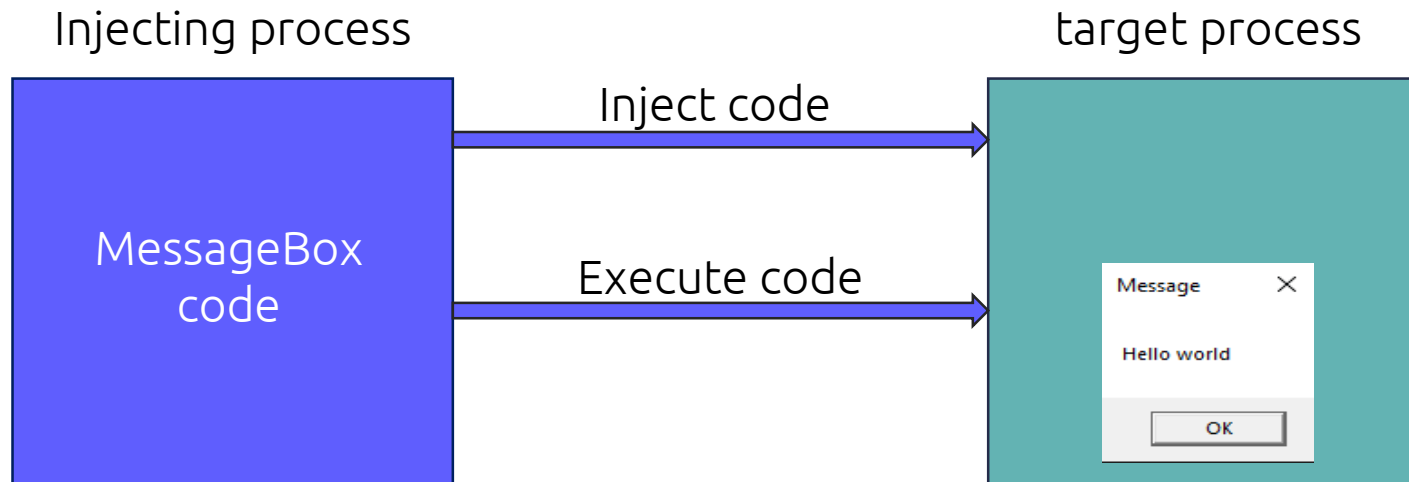 Injecting process
target process
Inject code
MessageBox
code
Execute code
Message
Hello world
OK